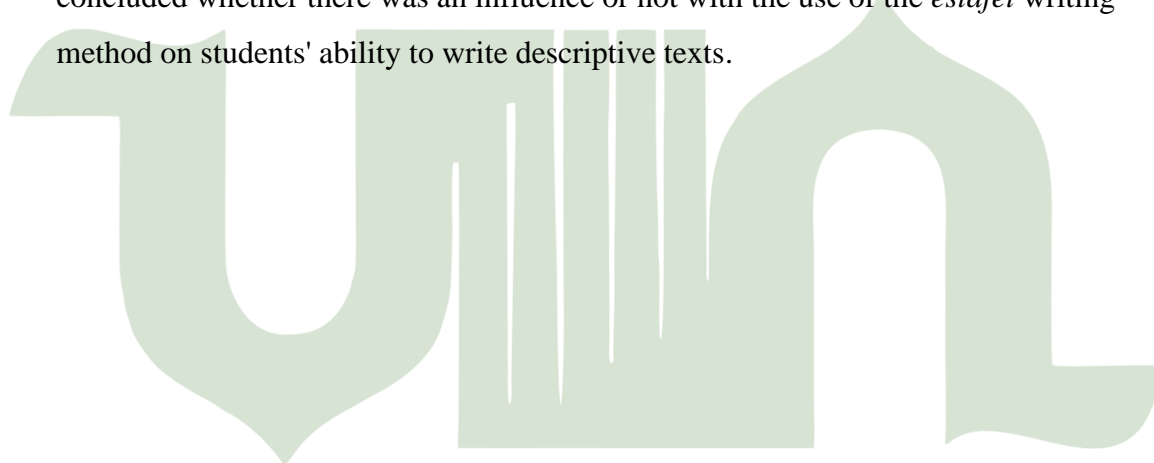 concluded whether there was an influence or not with the use of the estafet writing
method on students' ability to write descriptive texts.